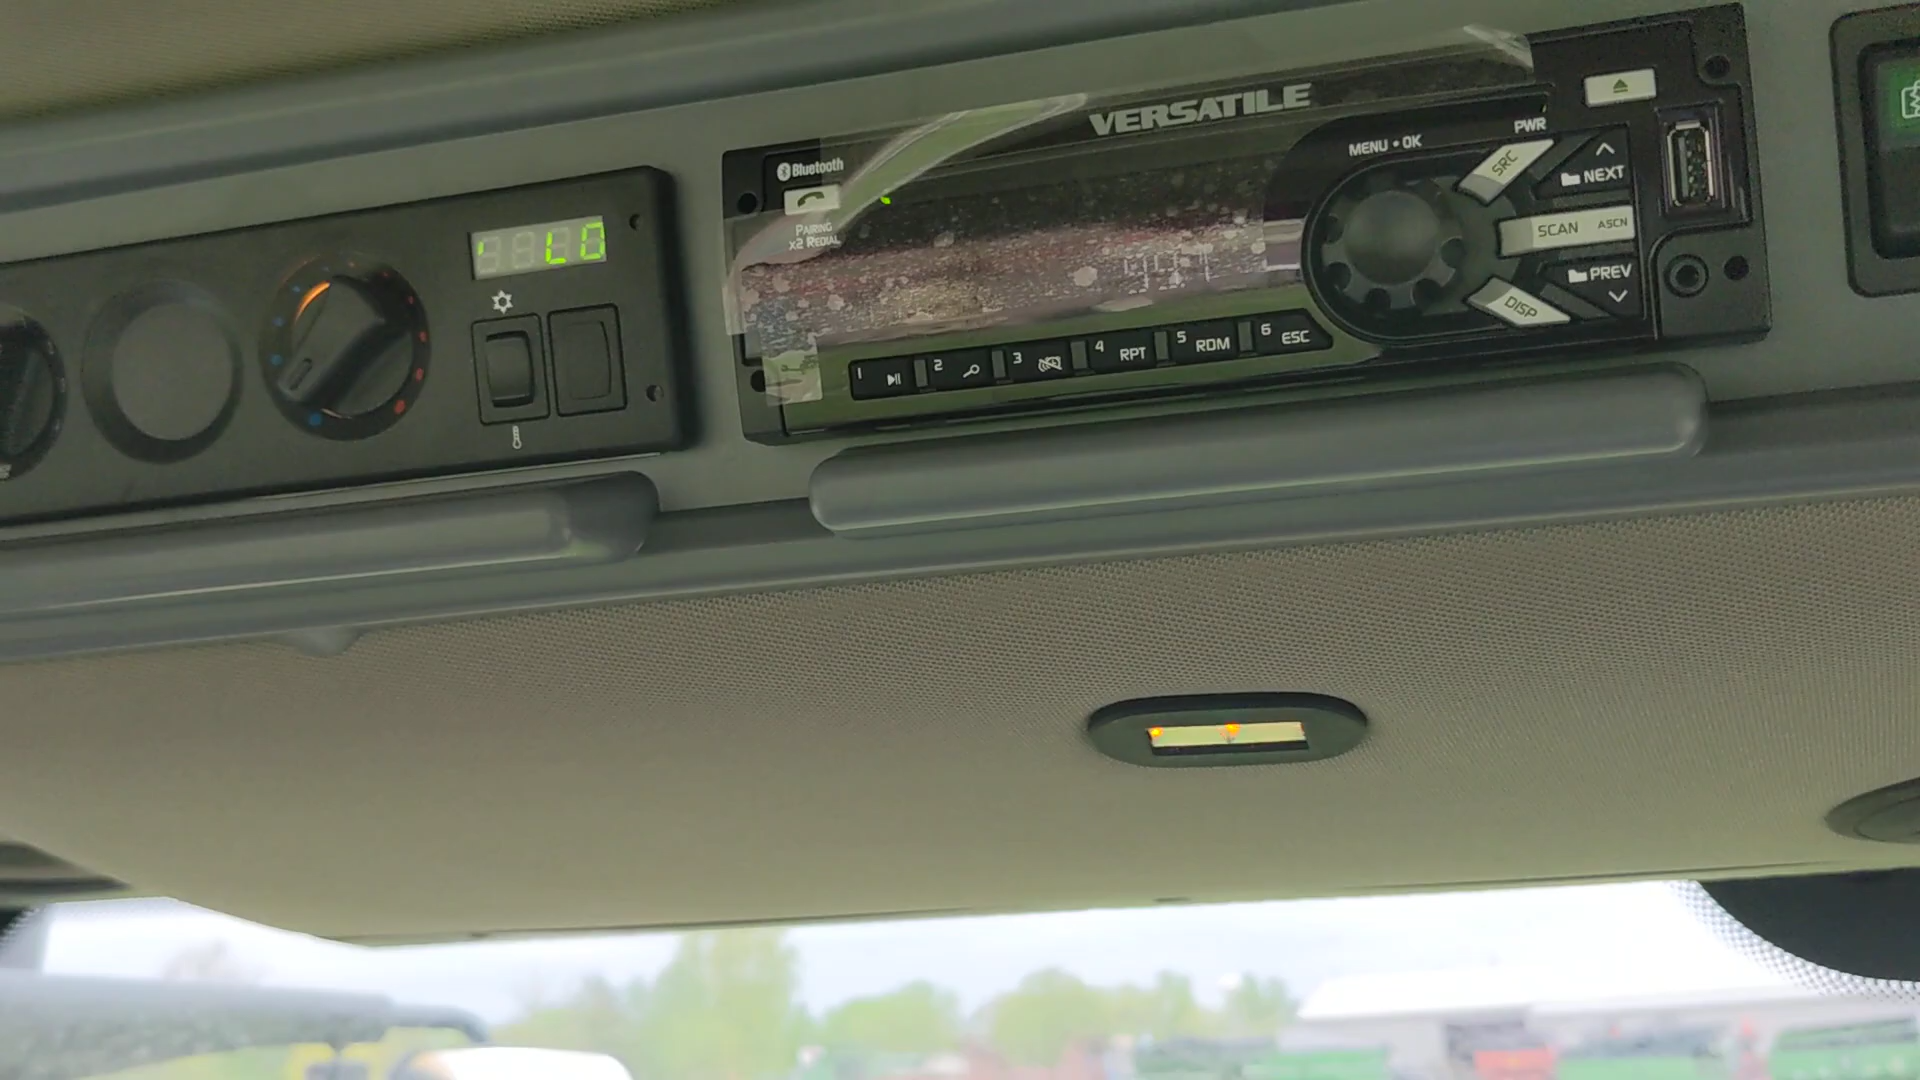 LO
VERSATILE
Bluetooth
PAIRING
x2 REDIAL
MENU • OK
PWR
SRC
NEXT
SCAN ASCN
PREV
DISP
1
2
3
4 RPT
5 RDM
6 ESC